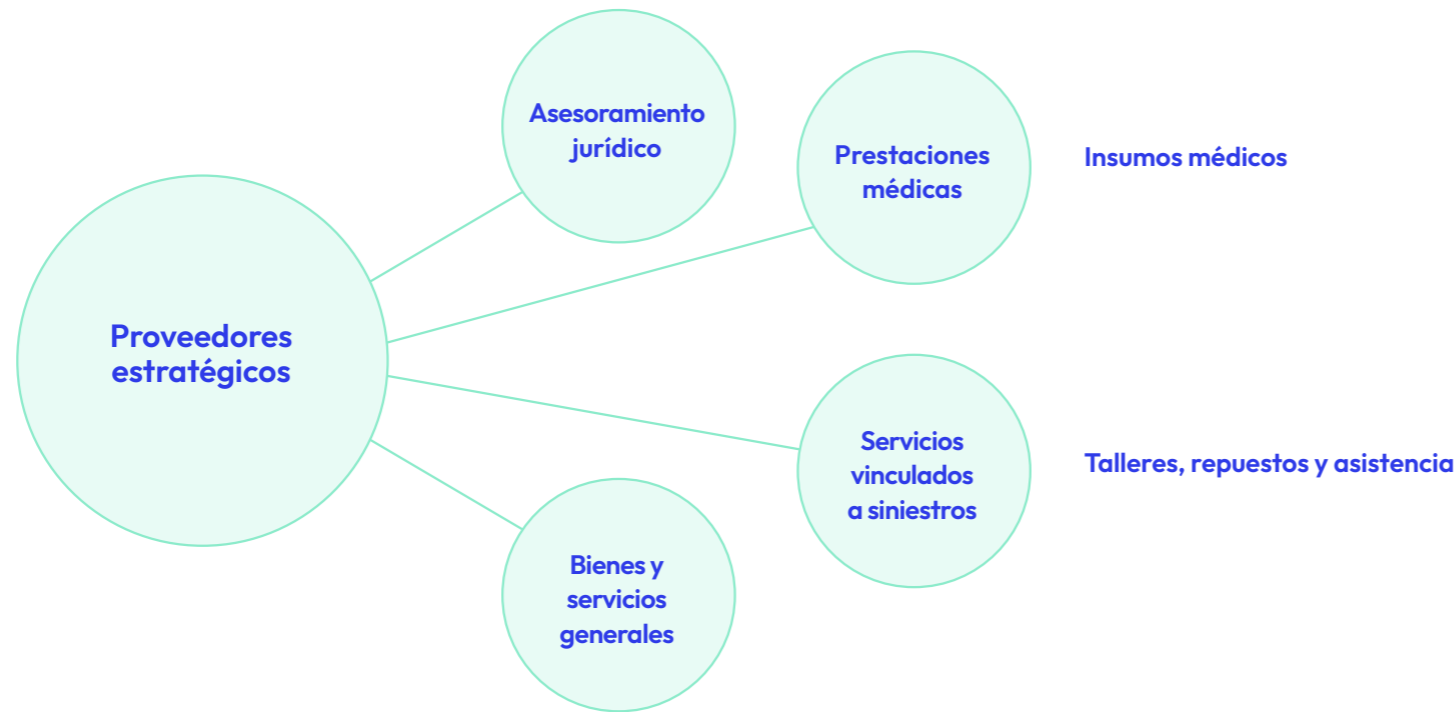 Proveedores
estratégicos
Asesoramiento
jurídico
Prestaciones
médicas
Insumos médicos
Servicios
vinculados
a siniestros
Talleres, repuestos y asistencia
Bienes y
servicios
generales